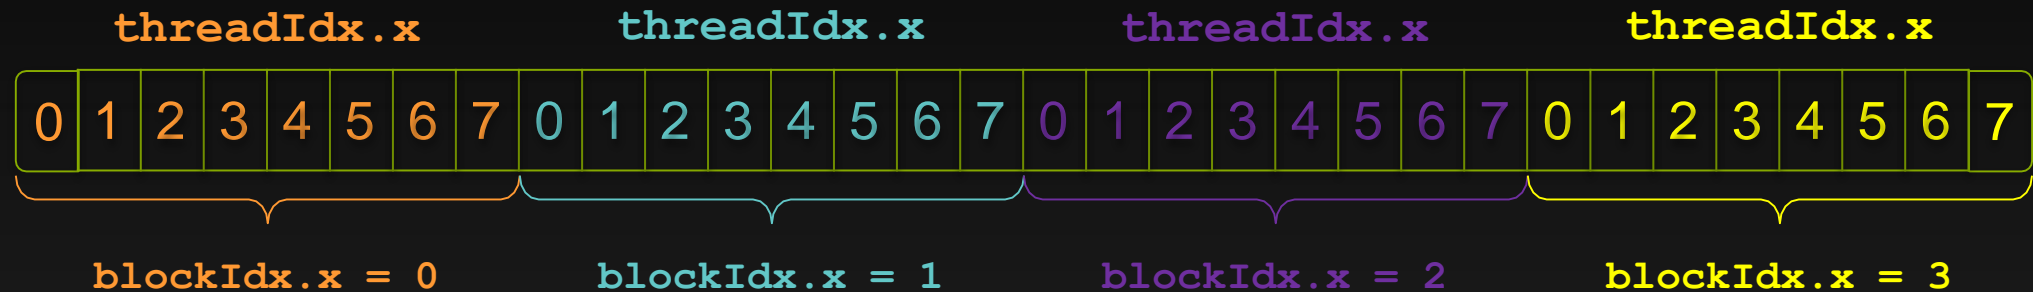 threadIdx.x threadIdx.x threadIdx.x threadIdx.x
0 1 2 3 4 5 6 7 0 1 2 3 4 5 6 7 0 1 2 3 4 5 6 7 0 1 2 3 4 5 6 7
blockIdx.x = 0 blockIdx.x = 1 blockIdx.x = 2 blockIdx.x = 3